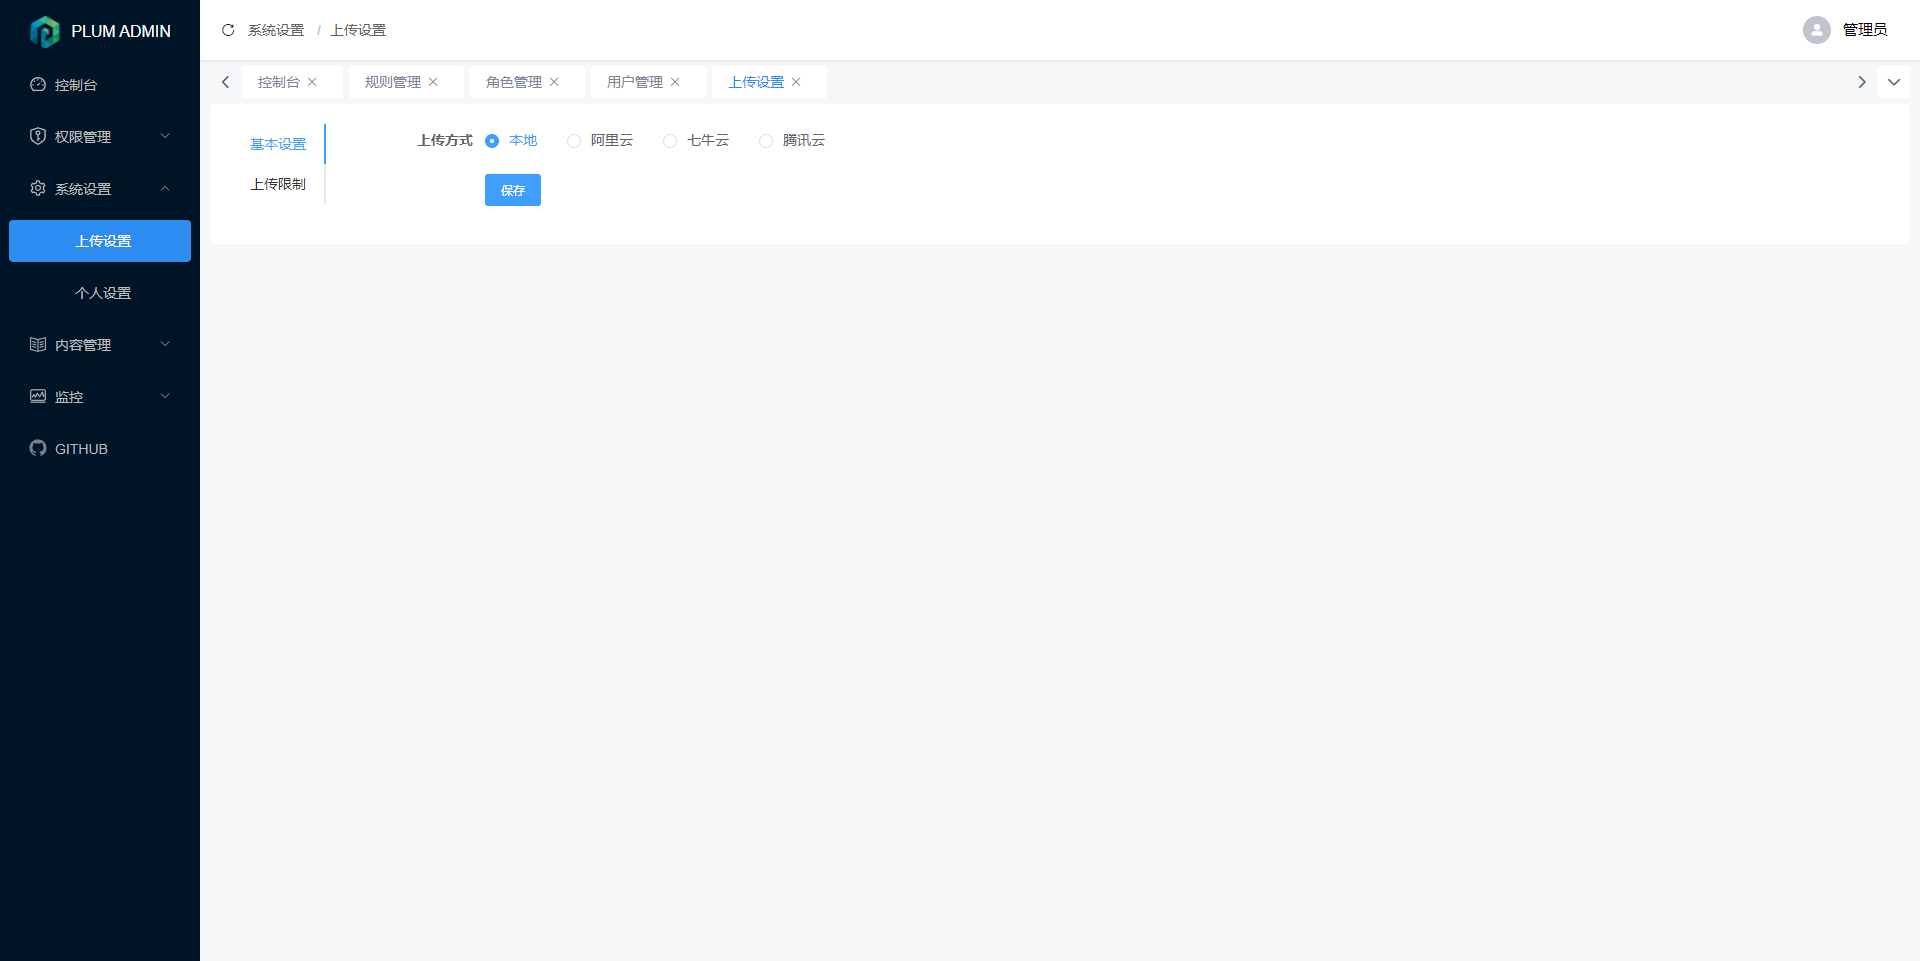 PLUM ADMIN
控制台
权限管理
系统设置
上传设置
个人设置
内容管理
监控
GITHUB
系统设置 / 上传设置
管理员
控制台 规则管理 角色管理 用户管理 上传设置
基本设置
上传限制
上传方式 本地 阿里云 七牛云 腾讯云
保存